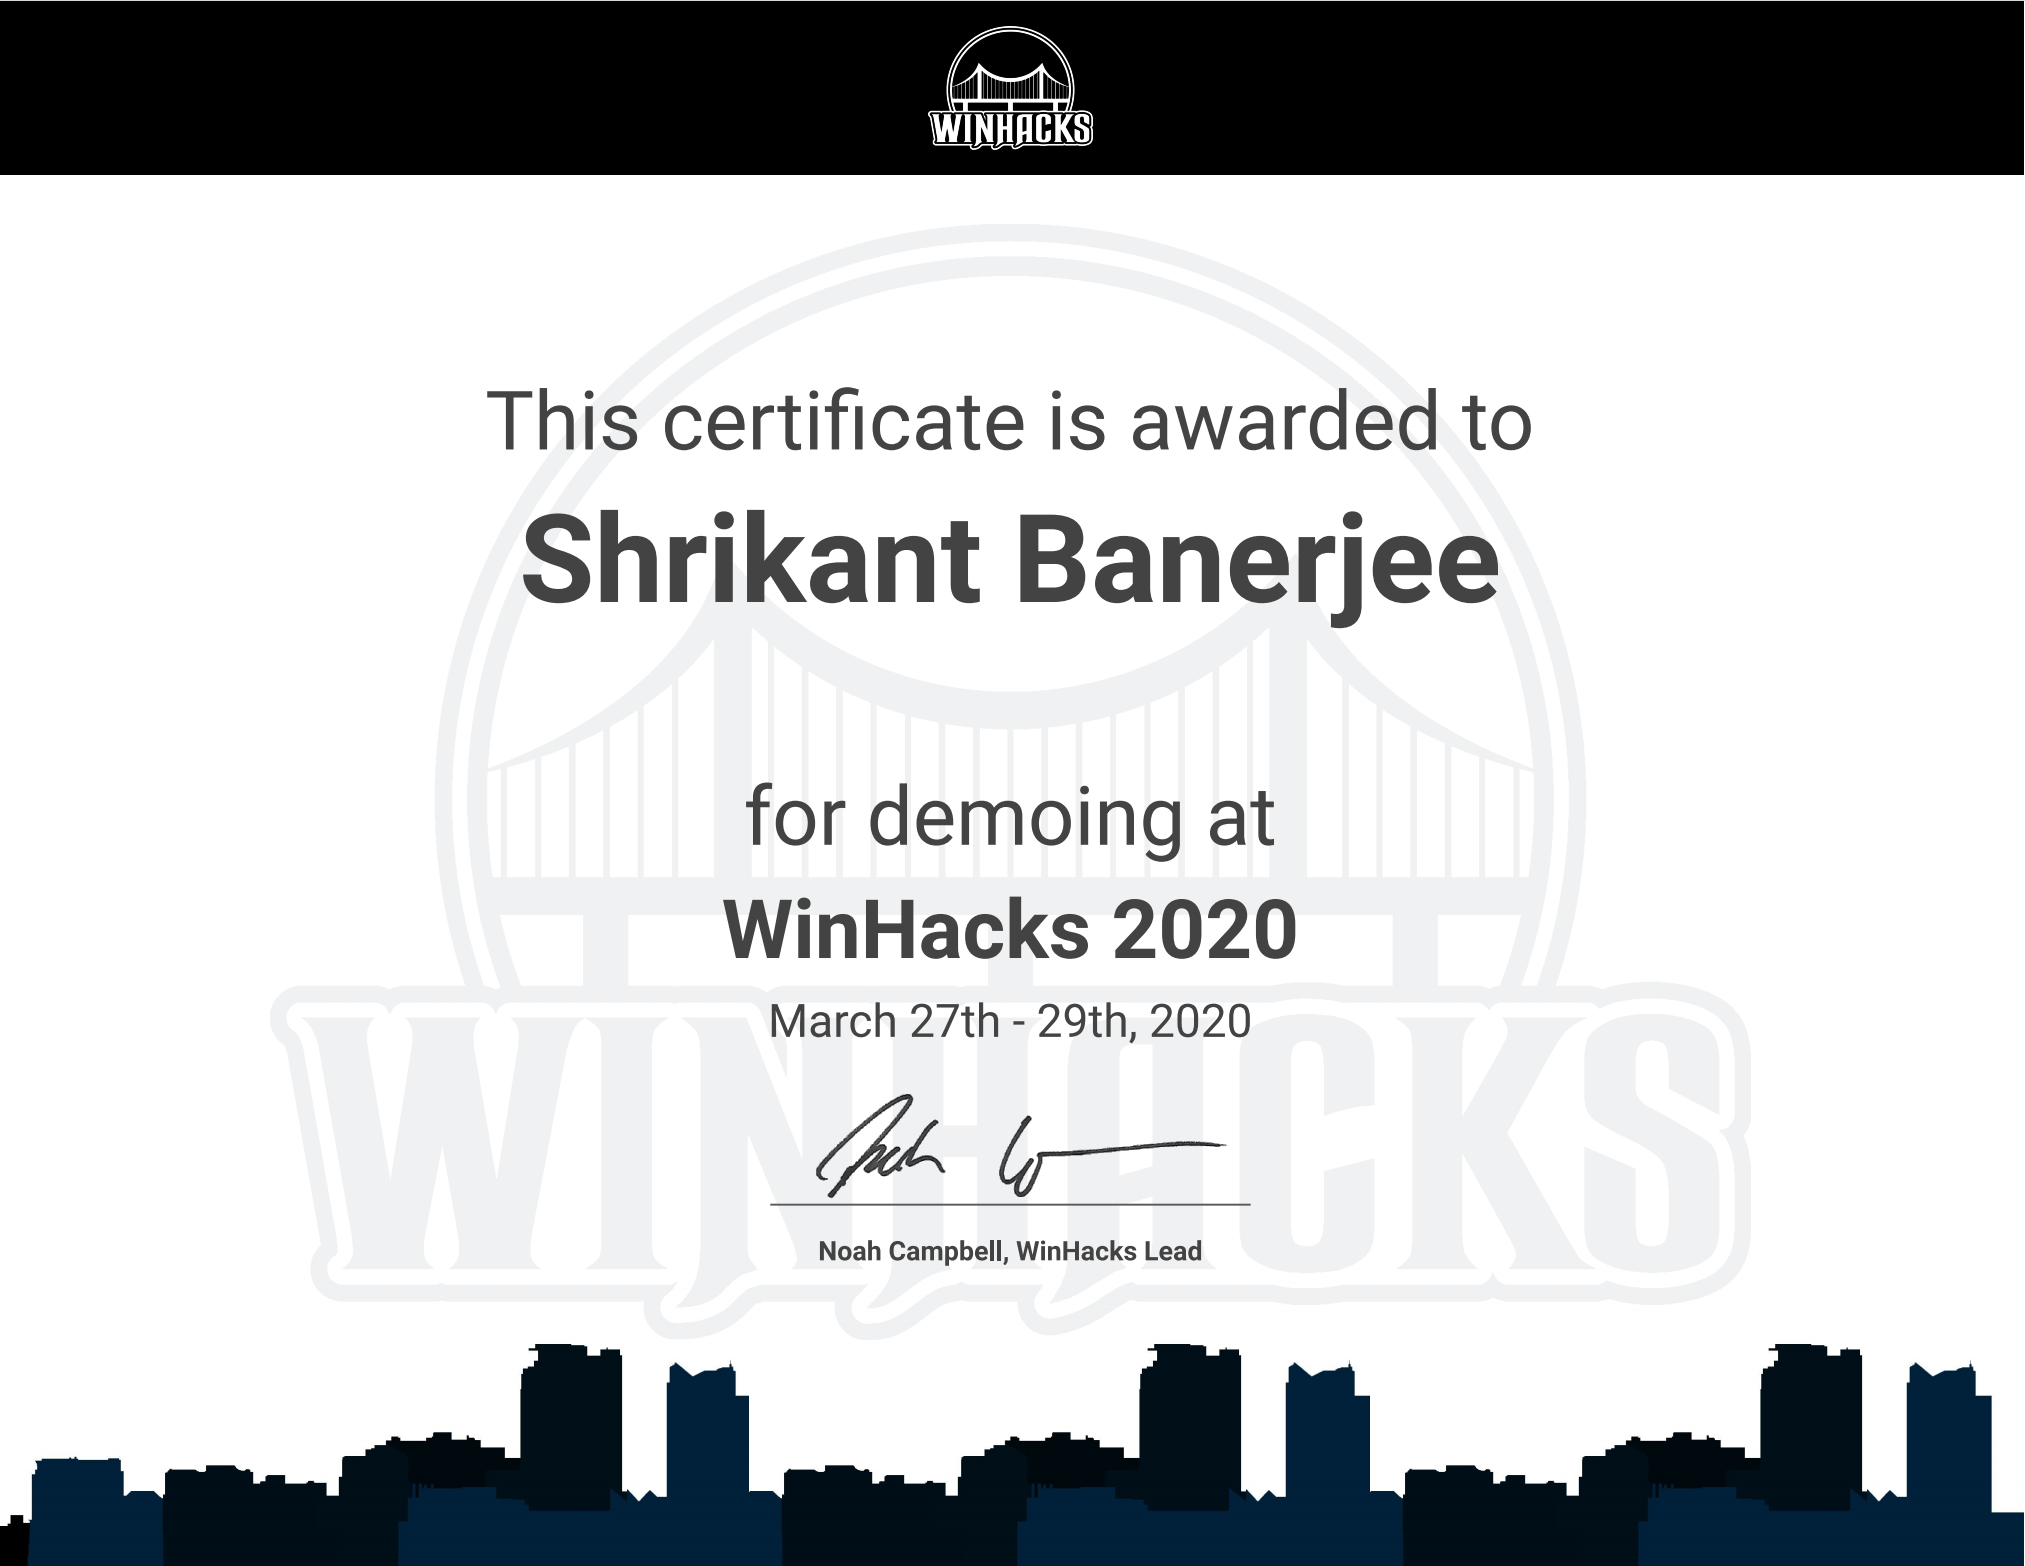 WINHACKS
This certificate is awarded to
Shrikant Banerjee
for demoing at
WinHacks 2020
March 27th - 29th, 2020
Noah Campbell, WinHacks Lead
WINHACKS